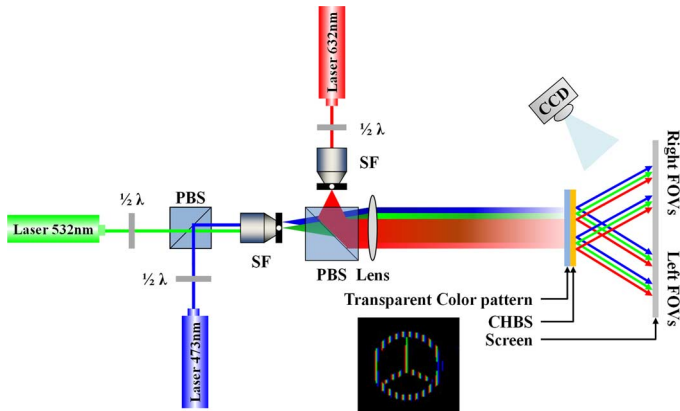 Laser 632nm
½ λ
SF
CCD
Right FOVs
½ λ
PBS
Laser 532nm
SF
PBS
Lens
Left FOVs
½ λ
Transparent Color pattern
CHBS
Screen
Laser 473nm